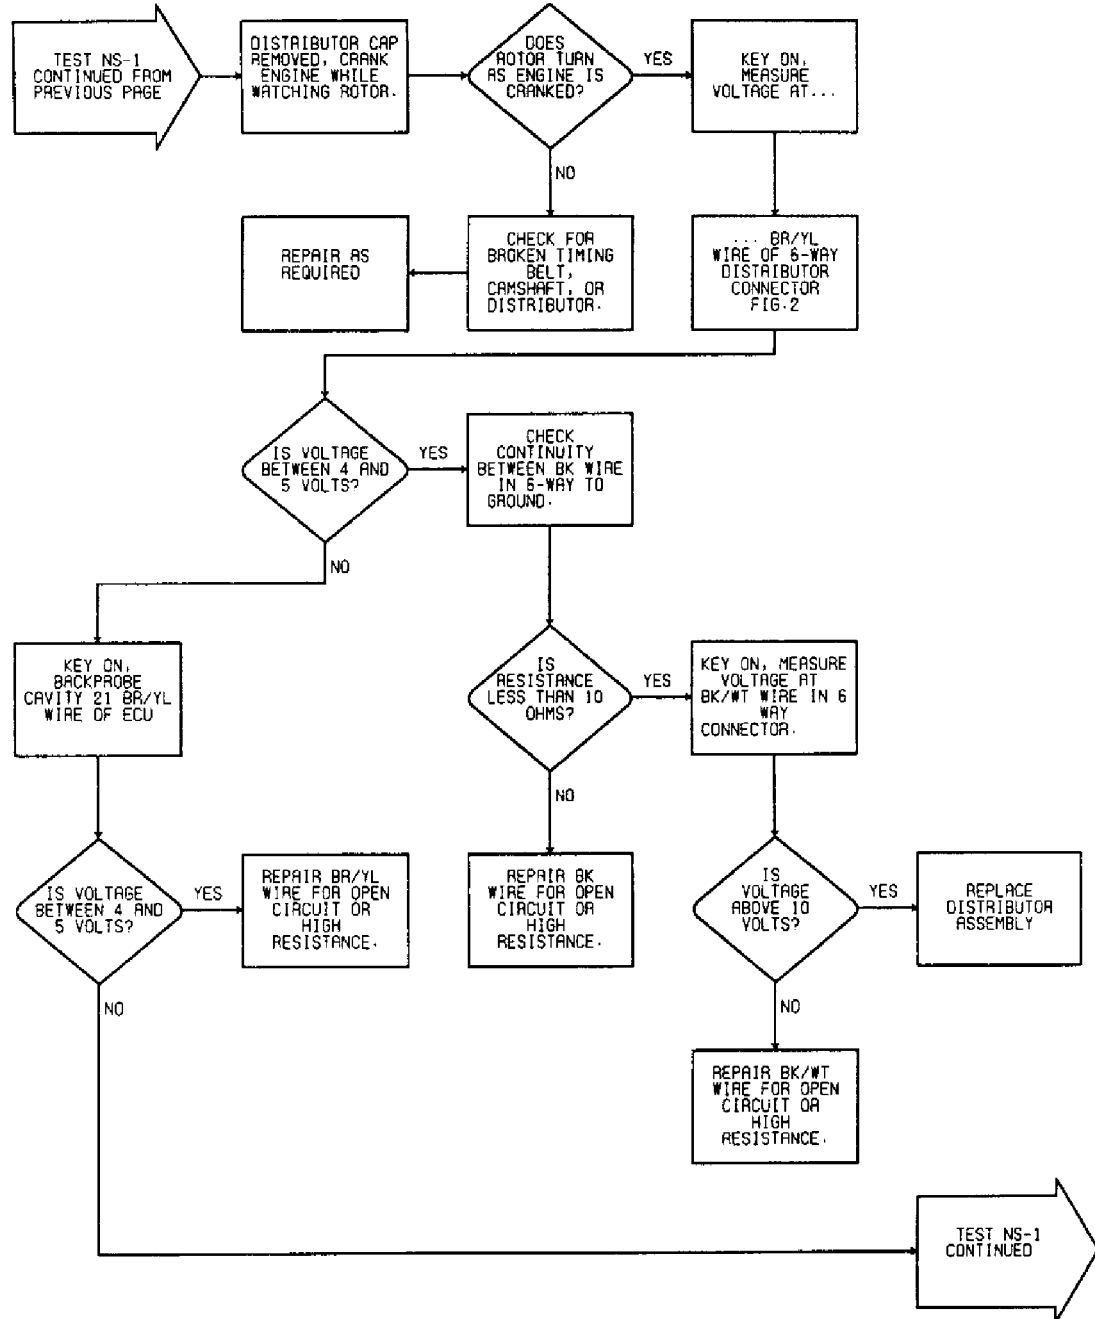 TEST NS-1
CONTINUED FROM
PREVIOUS PAGE
DISTRIBUTOR CAP
REMOVED, CRANK
ENGINE WHILE
WATCHING ROTOR.
DOES
ROTOR TURN
AS ENGINE IS
CRANKED?
YES
KEY ON,
MEASURE
VOLTAGE AT...
NO
REPAIR AS
REQUIRED
CHECK FOR
BROKEN TIMING
BELT,
CAMSHAFT, OR
DISTRIBUTOR.
... BR/YL
WIRE OF 6-WAY
DISTRIBUTOR
CONNECTOR
FIG.2
IS VOLTAGE
BETWEEN 4 AND
5 VOLTS?
YES
CHECK
CONTINUITY
BETWEEN BK WIRE
IN 6-WAY TO
GROUND.
NO
KEY ON,
BACKPROBE
CAVITY 21 BR/YL
WIRE OF ECU
IS
RESISTANCE
LESS THAN 10
OHMS?
YES
KEY ON, MEASURE
VOLTAGE AT
BK/WT WIRE IN 6
WAY
CONNECTOR.
NO
IS VOLTAGE
BETWEEN 4 AND
5 VOLTS?
YES
REPAIR BR/YL
WIRE FOR OPEN
CIRCUIT OR
HIGH
RESISTANCE.
REPAIR BK
WIRE FOR OPEN
CIRCUIT OR
HIGH
RESISTANCE.
IS
VOLTAGE
ABOVE 10
VOLTS?
YES
REPLACE
DISTRIBUTOR
ASSEMBLY
NO
NO
REPAIR BK/WT
WIRE FOR OPEN
CIRCUIT OR
HIGH
RESISTANCE.
TEST NS-1
CONTINUED